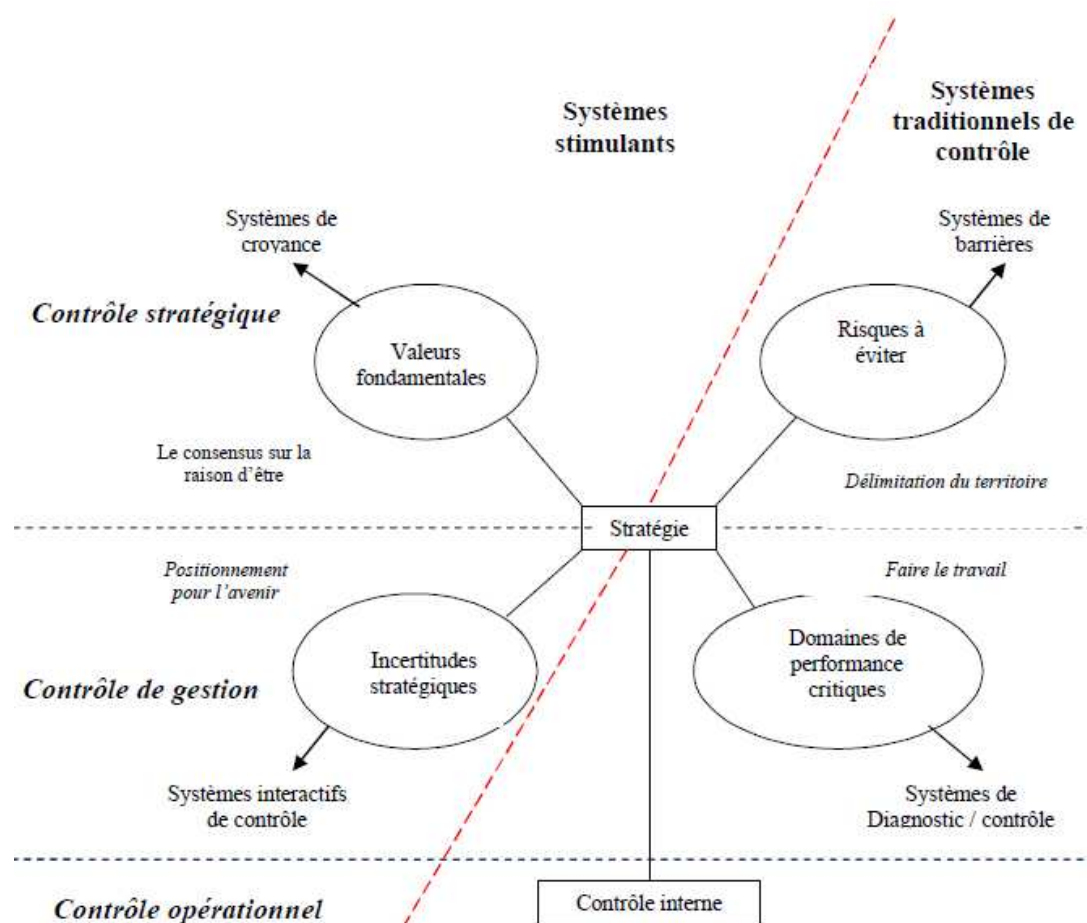 Systèmes
stimulants
Systèmes
traditionnels de
contrôle
Systèmes de
croyance
Systèmes de
barrières
Contrôle stratégique
Valeurs
fondamentales
Risques à
éviter
Le consensus sur la
raison d’être
Délimitation du territoire
Stratégie
Positionnement
pour l’avenir
Faire le travail
Contrôle de gestion
Incertitudes
stratégiques
Domaines de
performance
critiques
Systèmes interactifs
de contrôle
Systèmes de
Diagnostic / contrôle
Contrôle opérationnel
Contrôle interne